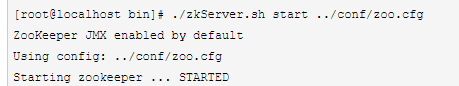 [root@localhost bin]# ./zkServer.sh start ../conf/zoo.cfg
ZooKeeper JMX enabled by default
Using config: ../conf/zoo.cfg
Starting zookeeper ... STARTED